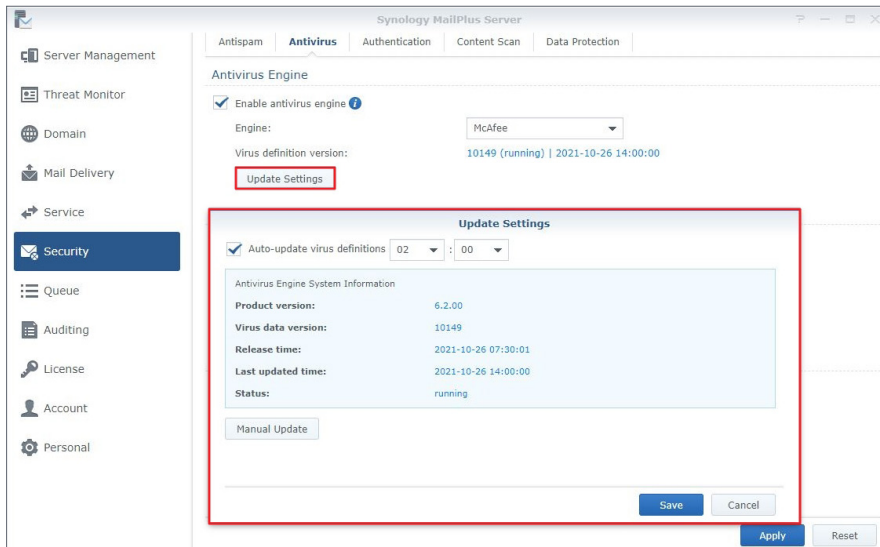 Synology MailPlus Server
Server Management
Threat Monitor
Domain
Mail Delivery
Service
Security
Queue
Auditing
License
Account
Personal
Antispam Antivirus Authentication Content Scan Data Protection
Antivirus Engine
Enable antivirus engine
Engine: McAfee
Virus definition version: 10149 (running) | 2021-10-26 14:00:00
Update Settings
Update Settings
Auto-update virus definitions 02 : 00
Antivirus Engine System Information
Product version: 6.2.00
Virus data version: 10149
Release time: 2021-10-26 07:30:01
Last updated time: 2021-10-26 14:00:00
Status: running
Manual Update
Save Cancel
Apply Reset